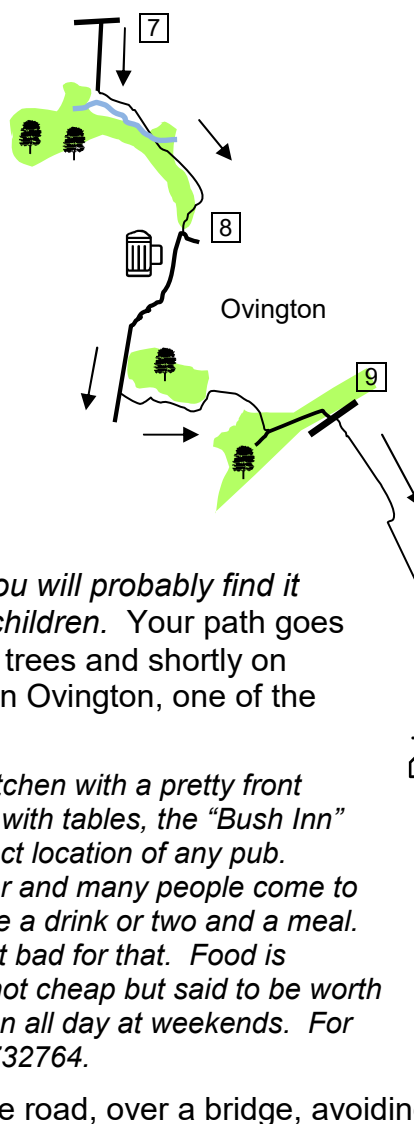 7
8
Ovington
9
ou will probably find it
children. Your path goes
trees and shortly on
n Ovington, one of the
tchen with a pretty front
with tables, the “Bush Inn”
ct location of any pub.
r and many people come to
e a drink or two and a meal.
t bad for that. Food is
not cheap but said to be worth
n all day at weekends. For
732764.
e road, over a bridge, avoiding